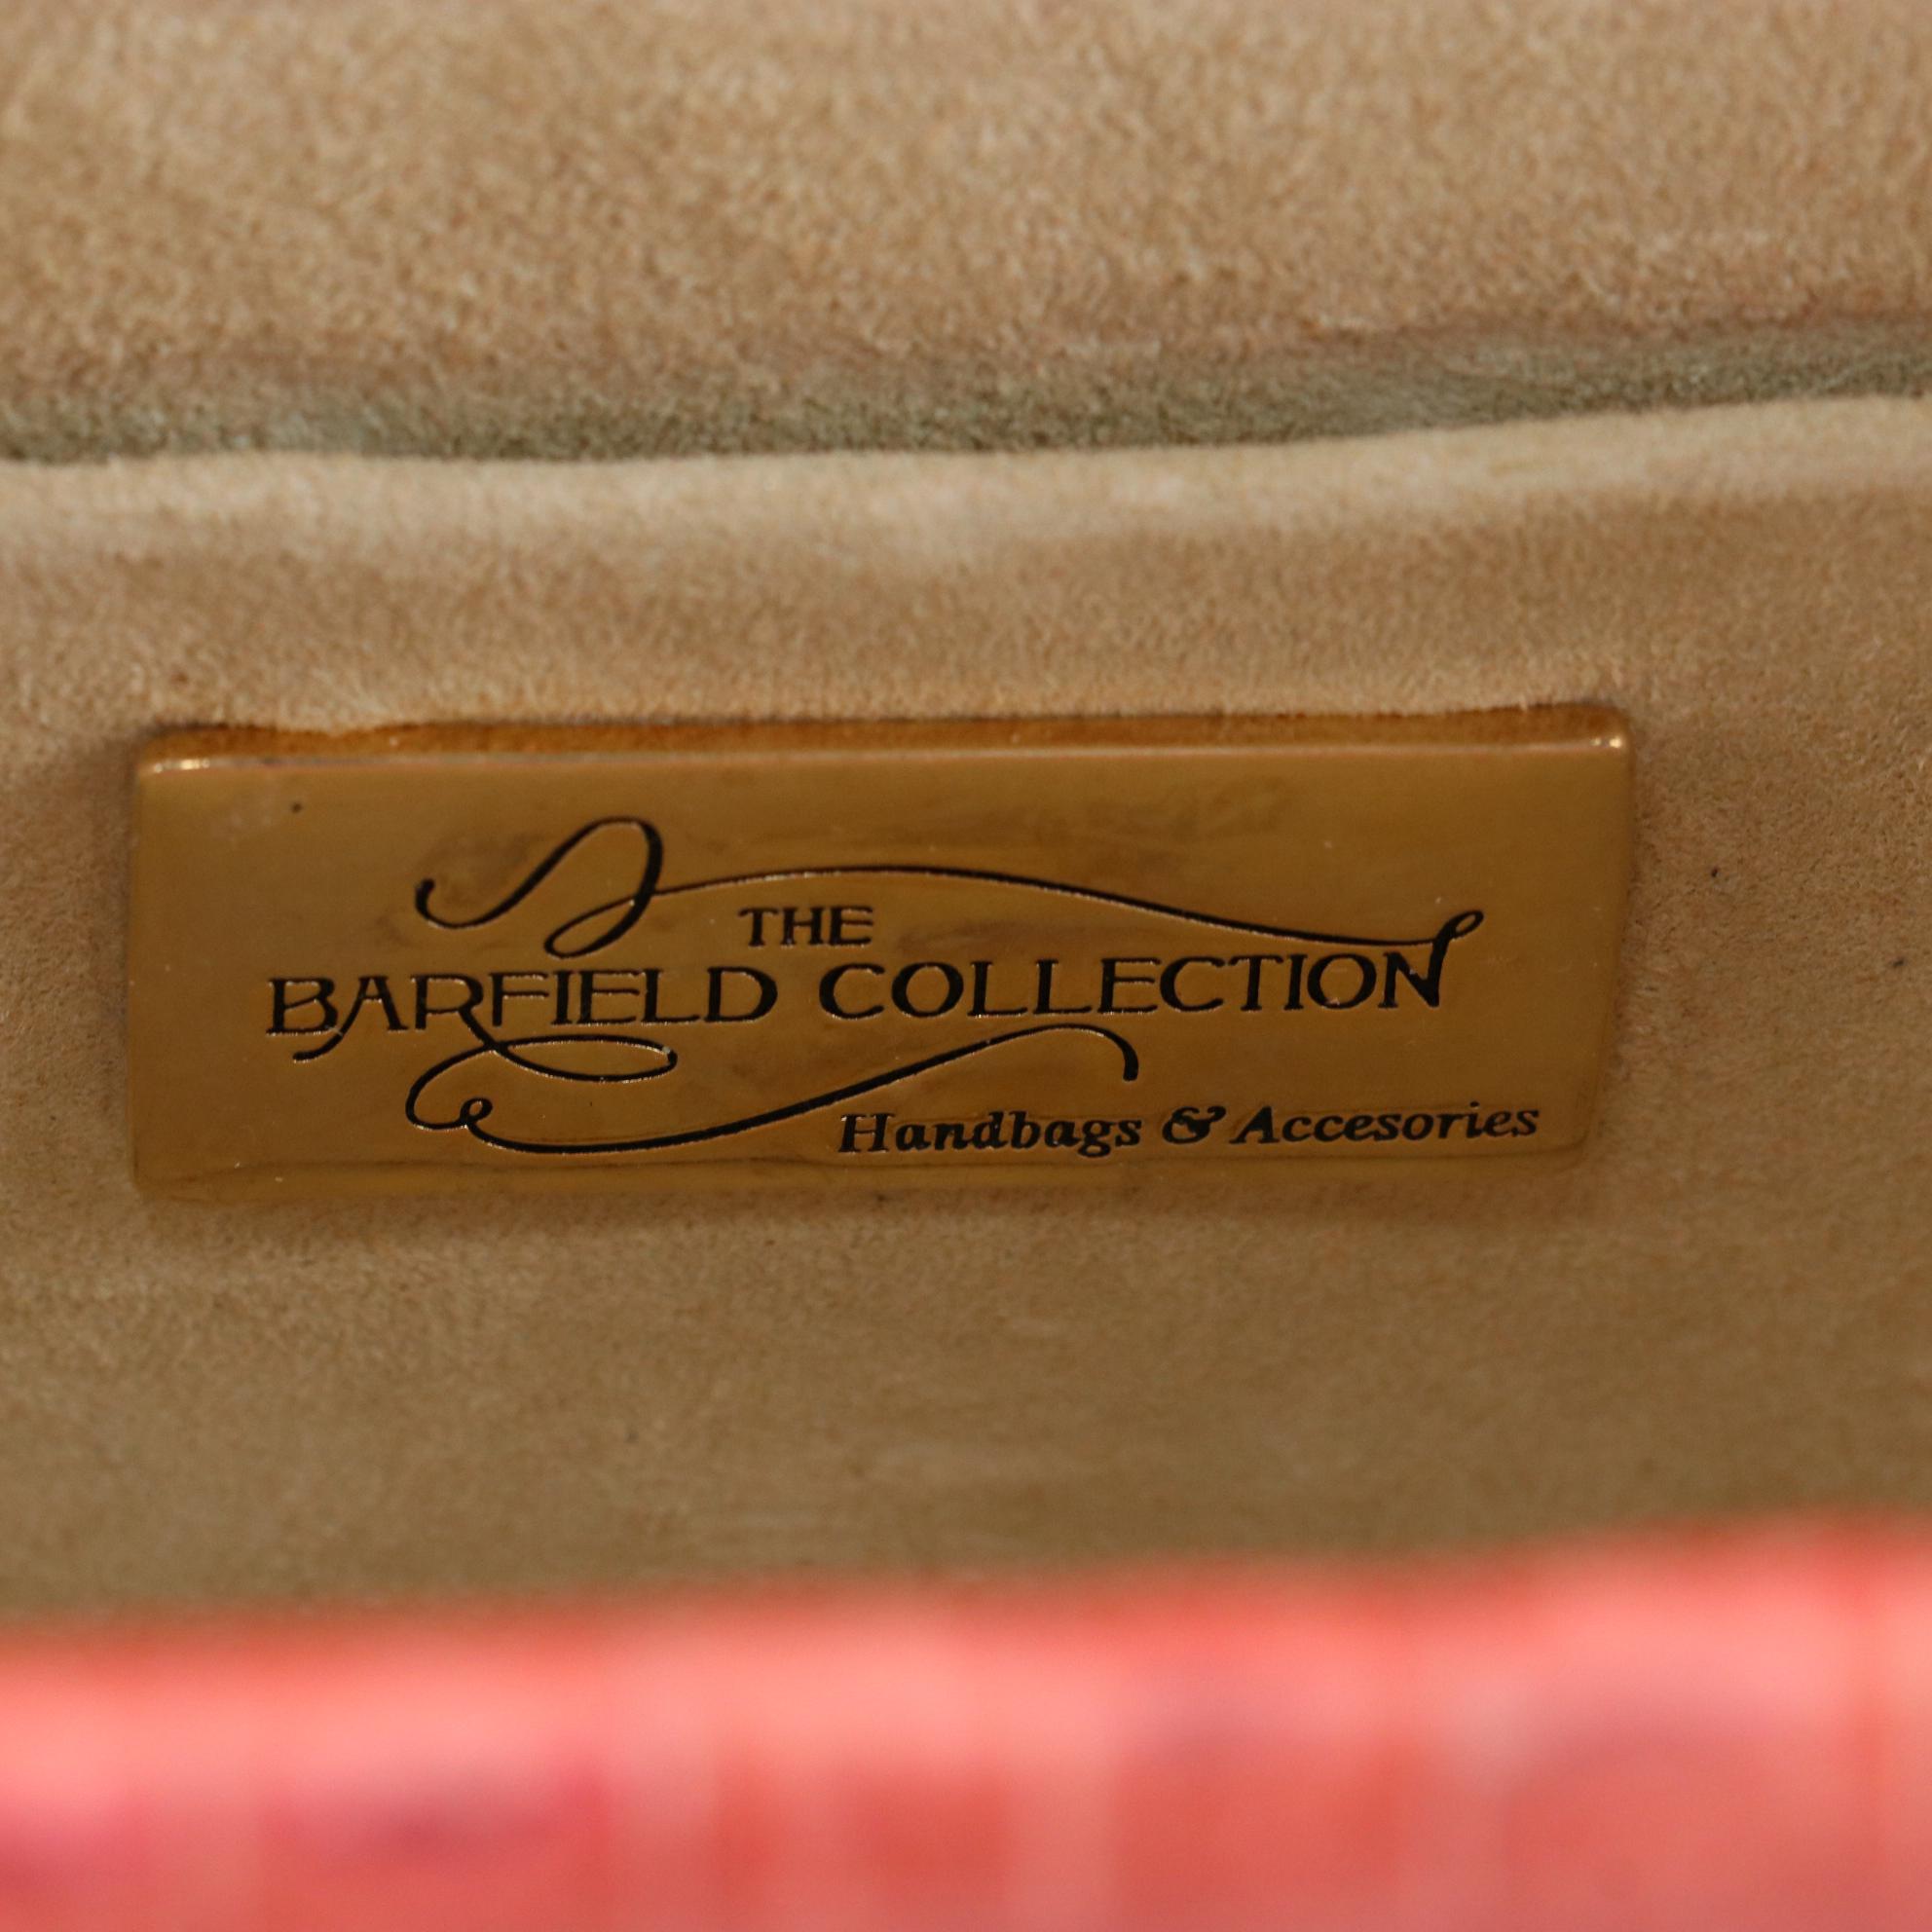 THE
BARFIELD COLLECTION
Handbags & Accesories